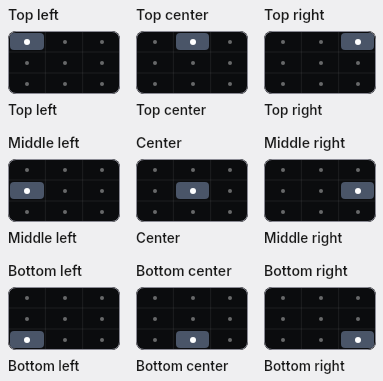 Top left
Top center
Top right
Top left
Top center
Top right
Middle left
Center
Middle right
Middle left
Center
Middle right
Bottom left
Bottom center
Bottom right
Bottom left
Bottom center
Bottom right